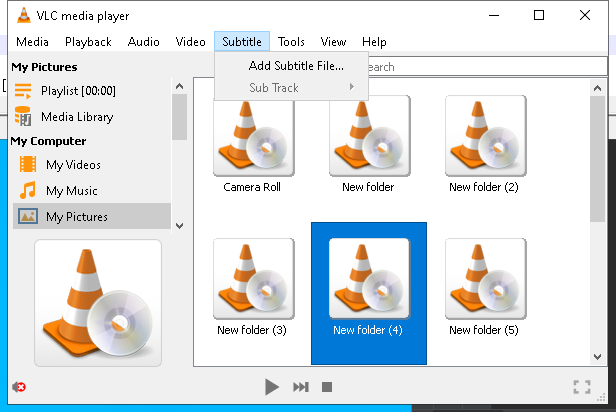 VLC media player
Media Playback Audio Video Subtitle Tools View Help
My Pictures
Playlist [00:00]
Media Library
My Computer
My Videos
My Music
My Pictures
Add Subtitle File...
Sub Track
earch
Camera Roll
New folder
New folder (2)
New folder (3)
New folder (4)
New folder (5)